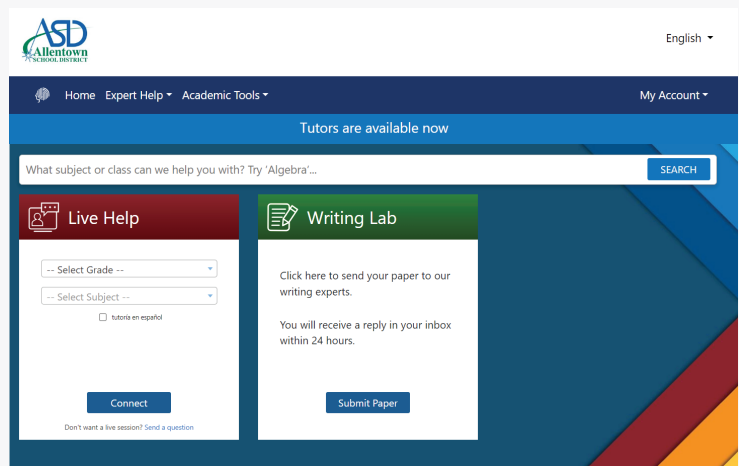 ASD
Allentown
SCHOOL DISTRICT
English
Home Expert Help Academic Tools My Account
Tutors are available now
What subject or class can we help you with? Try 'Algebra'... SEARCH
Live Help
-- Select Grade --
-- Select Subject --
tutoría en español
Connect
Don't want a live session? Send a question
Writing Lab
Click here to send your paper to our
writing experts.
You will receive a reply in your inbox
within 24 hours.
Submit Paper